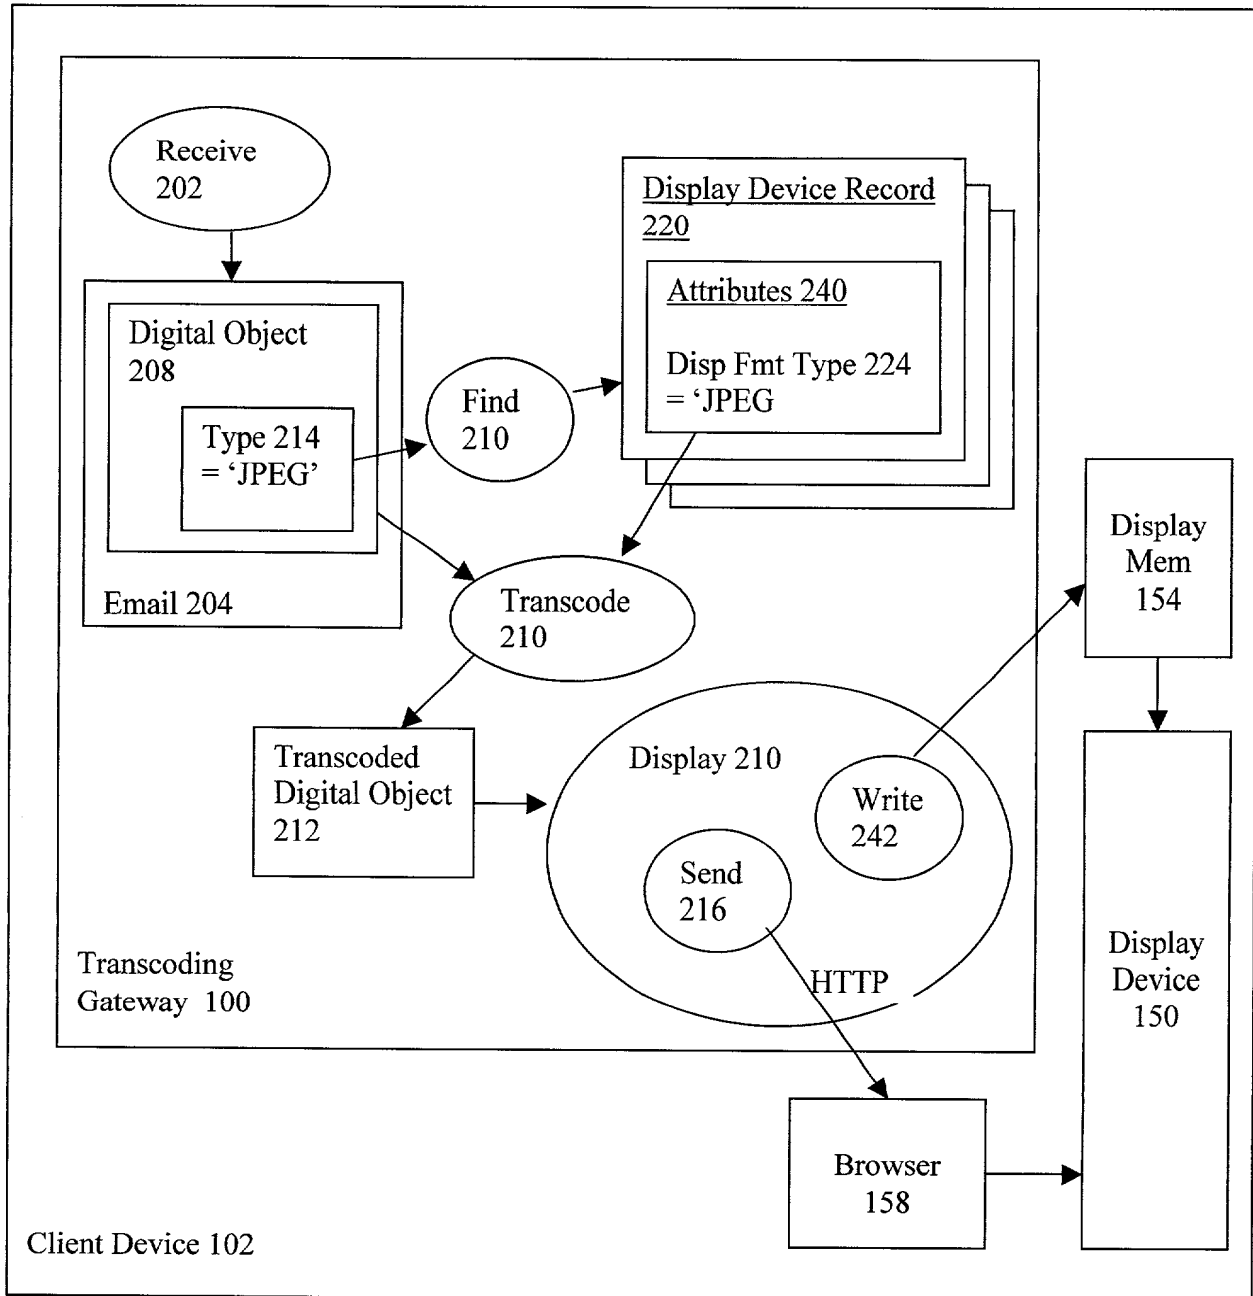 Receive
202
Display Device Record
220
Attributes 240
Disp Fmt Type 224
= ‘JPEG
Digital Object
208
Type 214
= ‘JPEG’
Email 204
Find
210
Transcode
210
Transcoded
Digital Object
212
Display 210
Write
242
Send
216
HTTP
Transcoding
Gateway 100
Display
Mem
154
Display
Device
150
Browser
158
Client Device 102